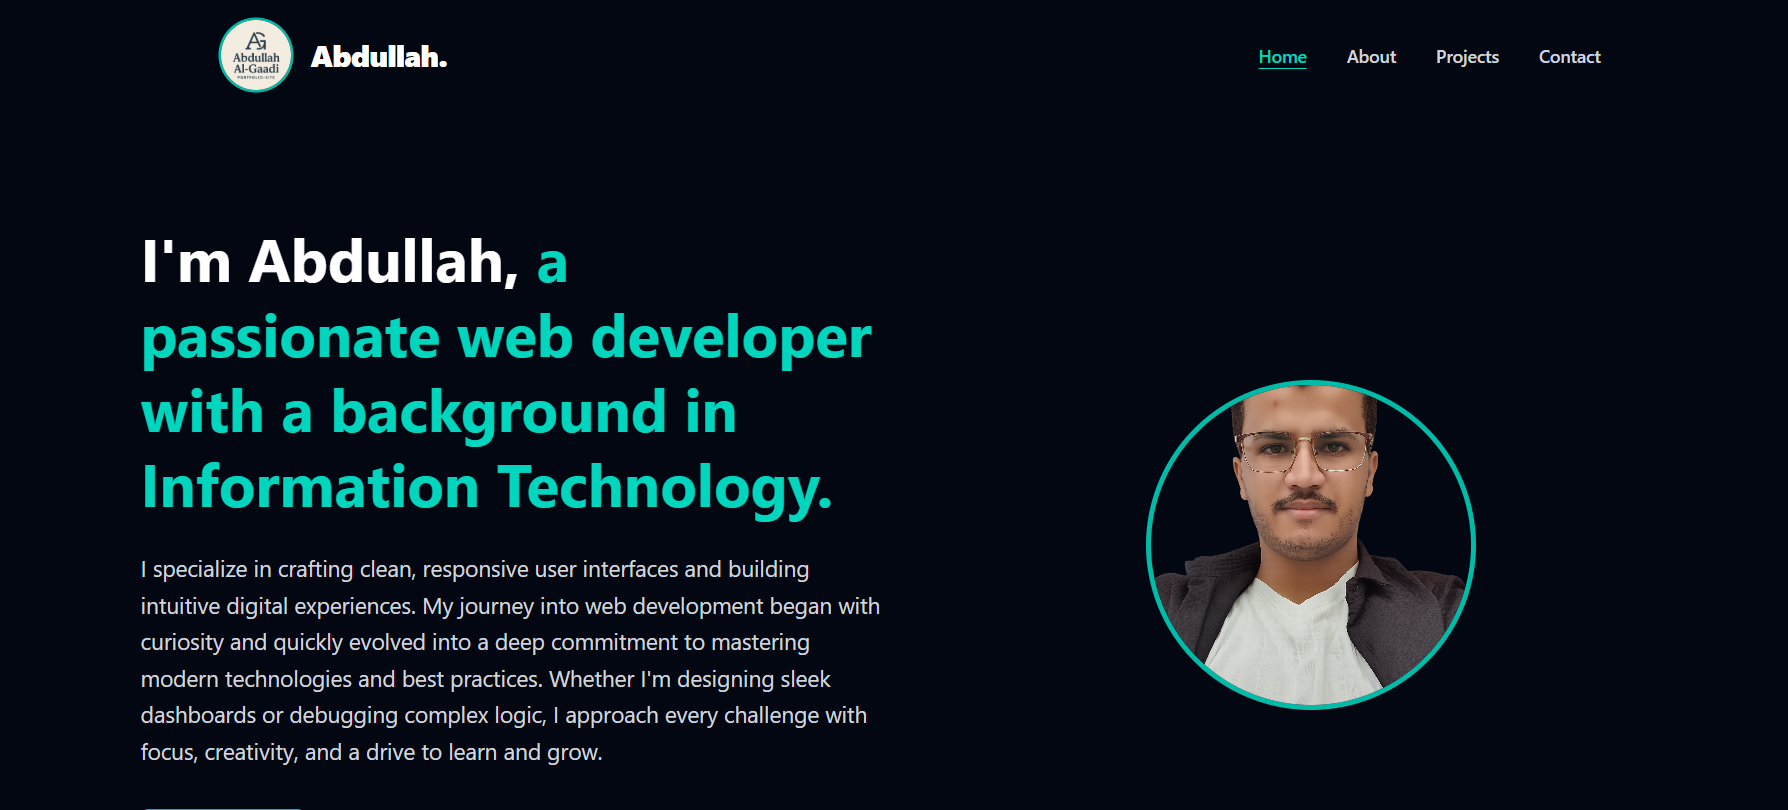 AG
Abdullah
Al-Gaadi
PORTFOLIO-SITE
Abdullah.
Home
About
Projects
Contact
I'm Abdullah, a
passionate web developer
with a background in
Information Technology.
I specialize in crafting clean, responsive user interfaces and building
intuitive digital experiences. My journey into web development began with
curiosity and quickly evolved into a deep commitment to mastering
modern technologies and best practices. Whether I'm designing sleek
dashboards or debugging complex logic, I approach every challenge with
focus, creativity, and a drive to learn and grow.